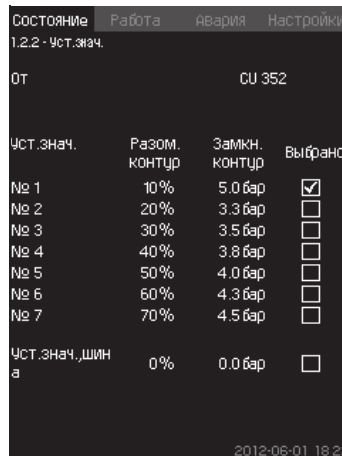 Состояние Работа Авария Настройки
1.2.2 - Уст.знач.
От CU 352
Уст.знач. Разом. контур Замкн. контур Выбрано
№ 1 10% 5.0 бар
№ 2 20% 3.3 бар
№ 3 30% 3.5 бар
№ 4 40% 3.8 бар
№ 5 50% 4.0 бар
№ 6 60% 4.3 бар
№ 7 70% 4.5 бар
Уст.знач.,шин
а 0% 0.0 бар
2012-06-01 18:2